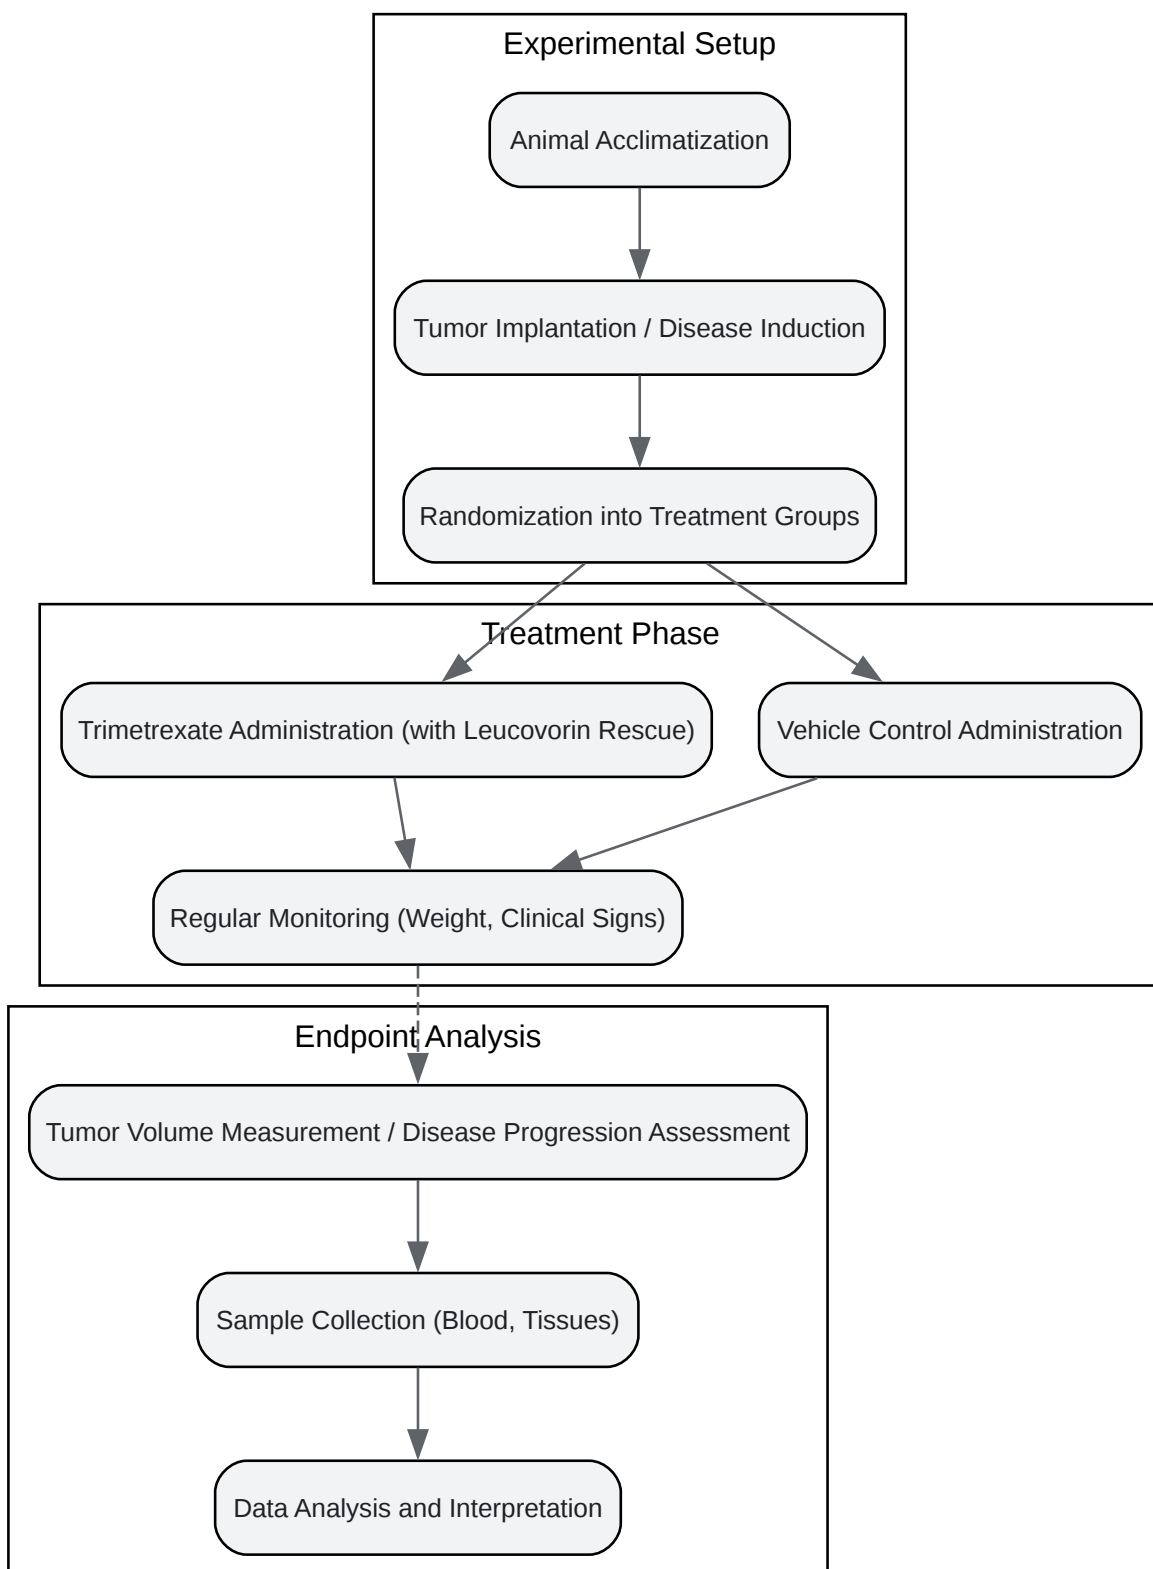 Experimental Setup
Animal Acclimatization
Tumor Implantation / Disease Induction
Randomization into Treatment Groups
Treatment Phase
Trimetrexate Administration (with Leucovorin Rescue)
Vehicle Control Administration
Regular Monitoring (Weight, Clinical Signs)
Endpoint Analysis
Tumor Volume Measurement / Disease Progression Assessment
Sample Collection (Blood, Tissues)
Data Analysis and Interpretation